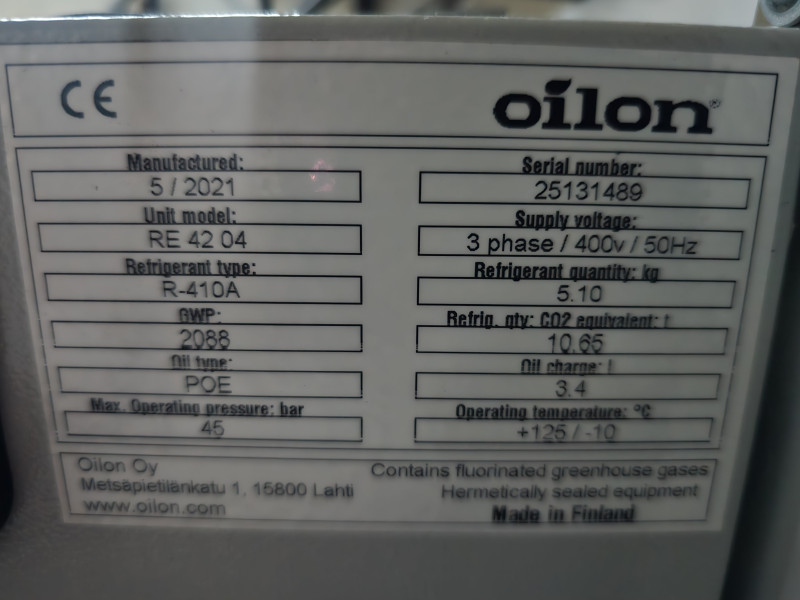 CE
oilon®
Manufactured:
5 / 2021
Serial number:
25131489
Unit model:
RE 42 04
Supply voltage:
3 phase / 400v / 50Hz
Refrigerant type:
R-410A
Refrigerant quantity: kg
5.10
GWP:
2088
Refrig. qty: CO2 equivalent: t
10.65
Oil type:
POE
Oil charge: l
3.4
Max. Operating pressure: bar
45
Operating temperature: °C
+125 / -10
Oilon Oy
Metsäpietilänkatu 1, 15800 Lahti
www.oilon.com
Contains fluorinated greenhouse gases
Hermetically sealed equipment
Made in Finland